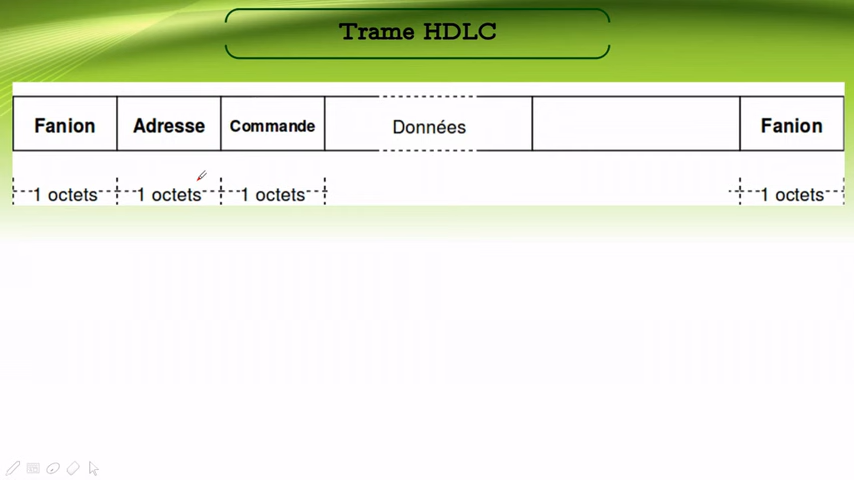 Trame HDLC
Fanion Adresse Commande Données Fanion
1 octets 1 octets 1 octets 1 octets